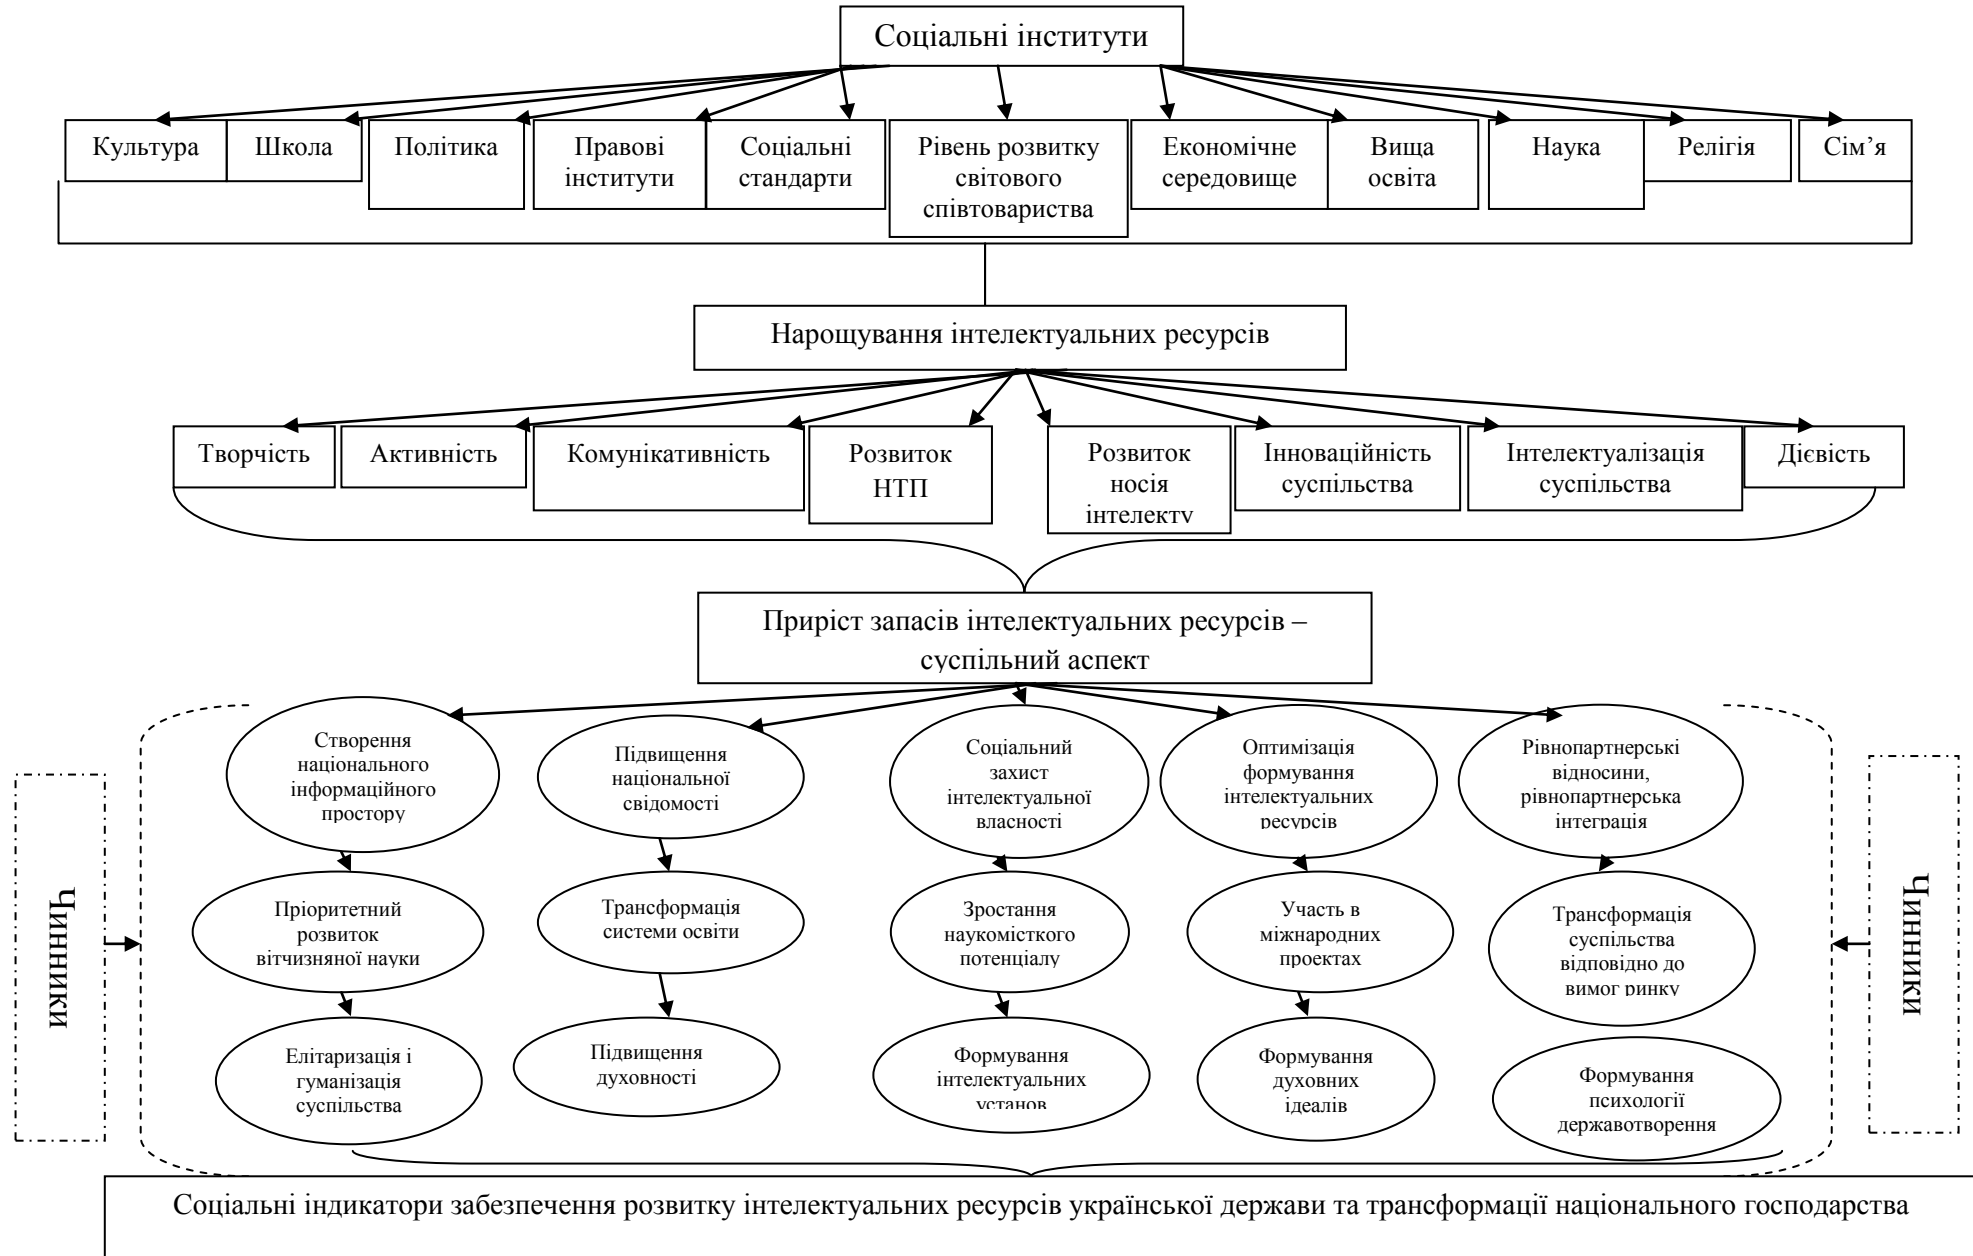 Соціальні інститути
Культура
Школа
Політика
Правові
інститути
Соціальні
стандарти
Рівень розвитку
світового
співтовариства
Економічне
середовище
Вища
освіта
Наука
Релігія
Сім’я
Нарощування інтелектуальних ресурсів
Творчість
Активність
Комунікативність
Розвиток
НТП
Розвиток
носія
інтелекту
Інноваційність
суспільства
Інтелектуалізація
суспільства
Дієвість
Приріст запасів інтелектуальних ресурсів –
суспільний аспект
Чинники
Створення
національного
інформаційного
простору
Підвищення
національної
свідомості
Соціальний
захист
інтелектуальної
власності
Оптимізація
формування
інтелектуальних
ресурсів
Рівнопартнерські
відносини,
рівнопартнерська
інтеграція
Чинники
Пріоритетний
розвиток
вітчизняної науки
Трансформація
системи освіти
Зростання
наукомісткого
потенціалу
Участь в
міжнародних
проектах
Трансформація
суспільства
відповідно до
вимог ринку
Елітаризація і
гуманізація
суспільства
Підвищення
духовності
Формування
інтелектуальних
установ
Формування
духовних
ідеалів
Формування
психології
державотворення
Соціальні індикатори забезпечення розвитку інтелектуальних ресурсів української держави та трансформації національного господарства